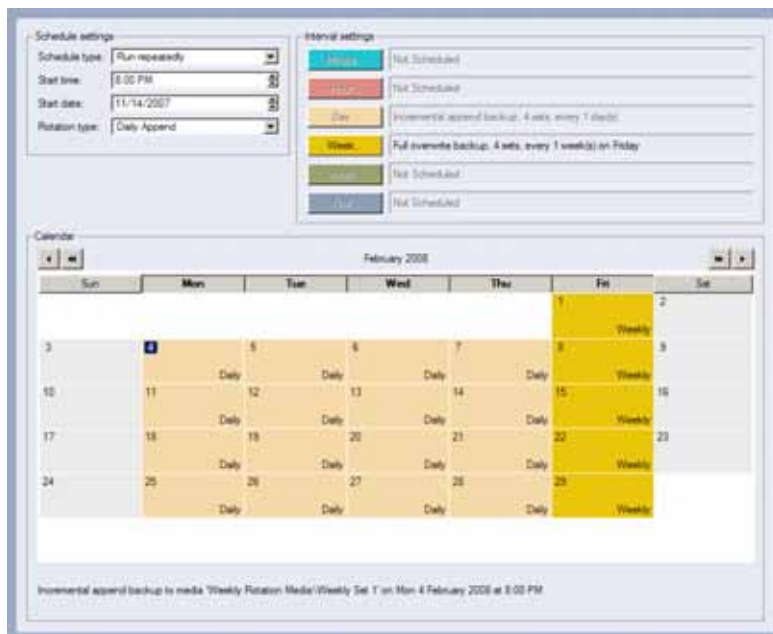 Schedule settings
Schedule type: Run repeatedly
Start time: 8:00 PM
Start date: 11/14/2007
Rotation type: Daily Append
Interval settings
Not Scheduled
Not Scheduled
Day... Incremental append backup, 4 sets, every 1 day(s)
Week... Full overwrite backup, 4 sets, every 1 week(s) on Friday
Not Scheduled
Not Scheduled
Calendar
February 2008
Sun Mon Tue Wed Thu Fri Sat
1 2
Weekly
3 4 5 6 7 8 9
Daily Daily Daily Daily Weekly
10 11 12 13 14 15 16
Daily Daily Daily Daily Weekly
17 18 19 20 21 22 23
Daily Daily Daily Daily Weekly
24 25 26 27 28 29
Daily Daily Daily Daily Weekly
Incremental append backup to media 'Weekly Rotation Media\Weekly Set 1' on Mon 4 February 2008 at 8:00 PM